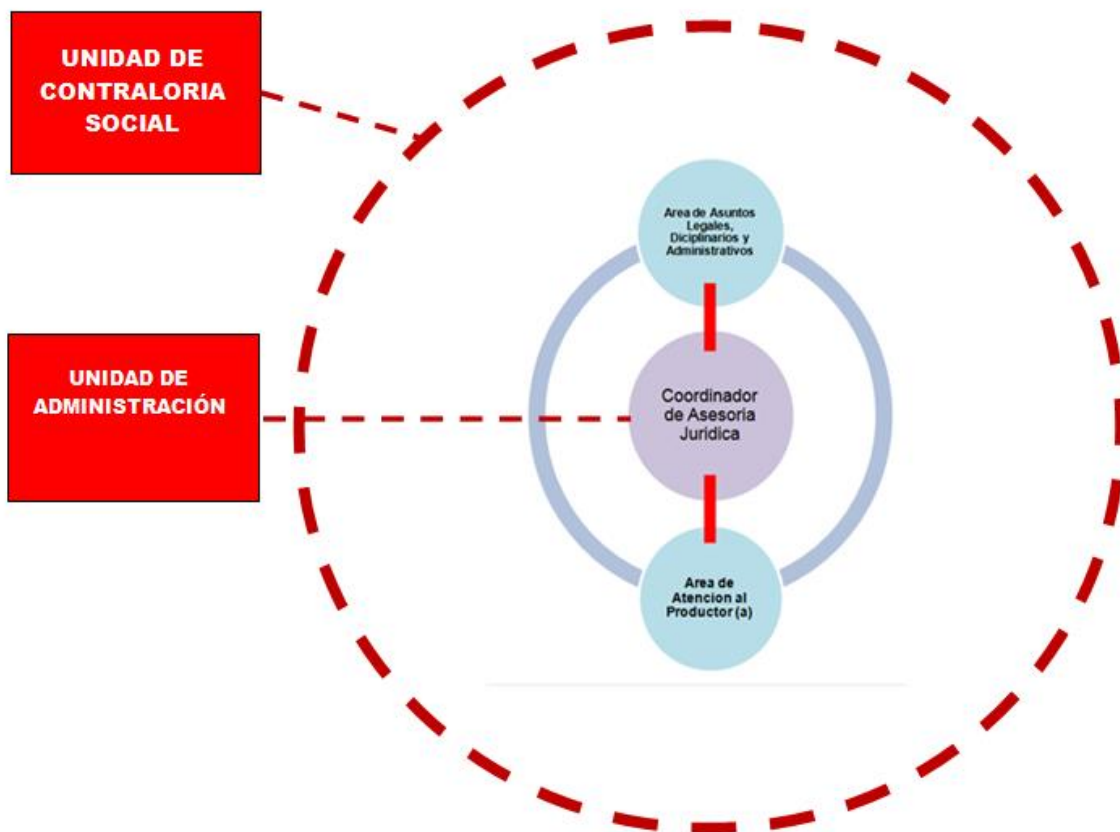 UNIDAD DE
CONTRALORIA
SOCIAL
Area de Asuntos
Legales,
Diciplinarios y
Administrativos
UNIDAD DE
ADMINISTRACIÓN
Coordinador
de Asesoria
Juridica
Area de
Atencion al
Productor (a)